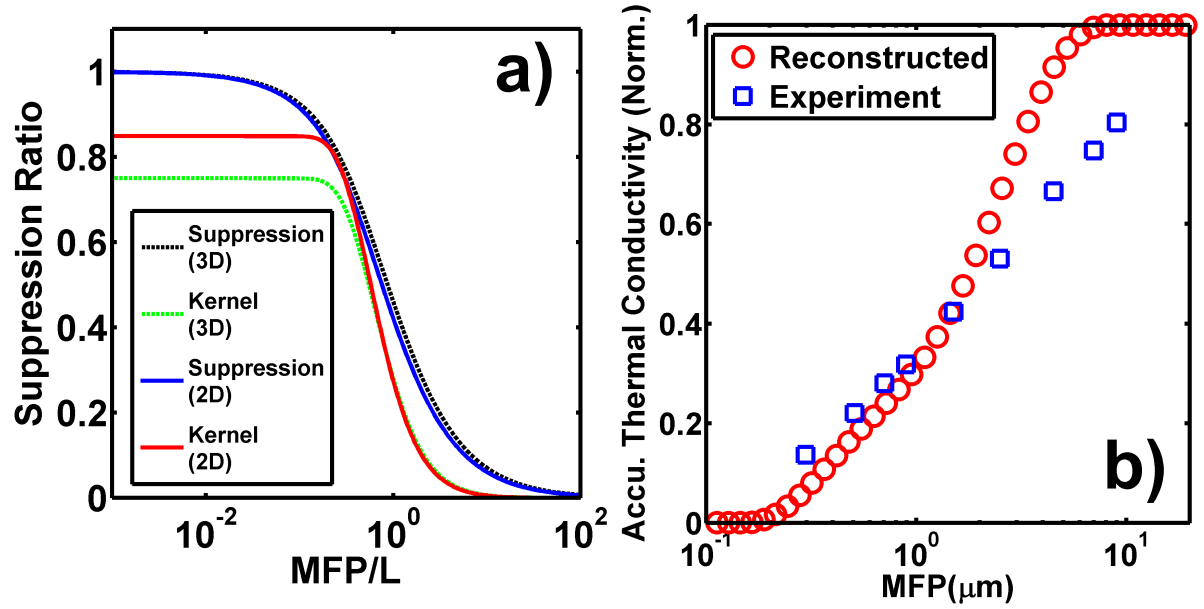 a)
Suppression Ratio
1
0.8
0.6
0.4
0.2
0
Suppression
(3D)
Kernel
(3D)
Suppression
(2D)
Kernel
(2D)
10^-2
10^0
10^2
MFP/L
b)
Accu. Thermal Conductivity (Norm.)
1
0.8
0.6
0.4
0.2
0
Reconstructed
Experiment
10^-1
10^0
10^1
MFP(μm)